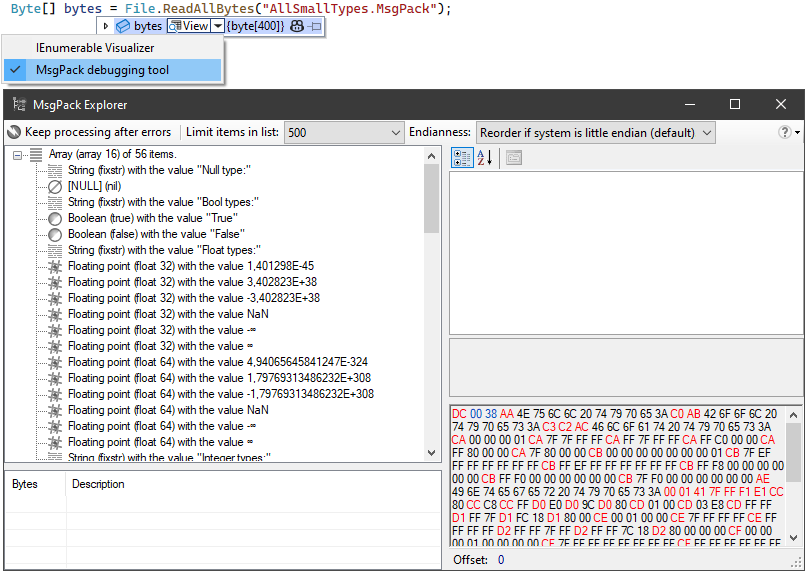 Byte[] bytes = File.ReadAllBytes("AllSmallTypes.MsgPack");
bytes View {byte[400]}
IEnumerable Visualizer
MsgPack debugging tool
MsgPack Explorer
Keep processing after errors Limit items in list: 500 Endianness: Reorder if system is little endian (default)
Array (array 16) of 56 items.
String (fixstr) with the value "Null type:"
[NULL] (nil)
String (fixstr) with the value "Bool types:"
Boolean (true) with the value "True"
Boolean (false) with the value "False"
String (fixstr) with the value "Float types:"
Floating point (float 32) with the value 1,401298E-45
Floating point (float 32) with the value 3,402823E+38
Floating point (float 32) with the value -3,402823E+38
Floating point (float 32) with the value NaN
Floating point (float 32) with the value -∞
Floating point (float 32) with the value ∞
Floating point (float 64) with the value 4,94065645841247E-324
Floating point (float 64) with the value 1,79769313486232E+308
Floating point (float 64) with the value -1,79769313486232E+308
Floating point (float 64) with the value NaN
Floating point (float 64) with the value -∞
Floating point (float 64) with the value ∞
String (fixstr) with the value "Integer types:"
Bytes Description
DC 00 38 AA 4E 75 6C 6C 20 74 79 70 65 3A C0 AB 42 6F 6F 6C 20
74 79 70 65 73 3A C3 C2 AC 46 6C 6F 61 74 20 74 79 70 65 73 3A
CA 00 00 00 01 CA 7F 7F FF FF CA FF 7F FF FF CA FF C0 00 00 CA
FF 80 00 00 CA 7F 80 00 00 CB 00 00 00 00 00 00 00 01 CB 7F EF
FF FF FF FF FF FF CB FF EF FF FF FF FF FF FF CB FF F8 00 00 00 00
00 00 CB FF F0 00 00 00 00 00 00 CB 7F F0 00 00 00 00 00 00 AE
49 6E 74 65 67 65 72 20 74 79 70 65 73 3A 00 01 41 7F FF F1 E1 CC
80 CC C8 CC FF D0 E0 D0 9C D0 80 CD 01 00 CD 03 E8 CD FF FF
D1 FF 7F D1 FC 18 D1 80 00 CE 00 01 00 00 CE 7F FF FF FF CE FF
FF FF FF D2 FF FF 7F FF D2 FF FF 7C 18 D2 80 00 00 00 CF 00 00
00 01 00 00 00 00 CF 7F FF FF FF FF FF FF FF CF FF FF FF FF FF FF
Offset: 0